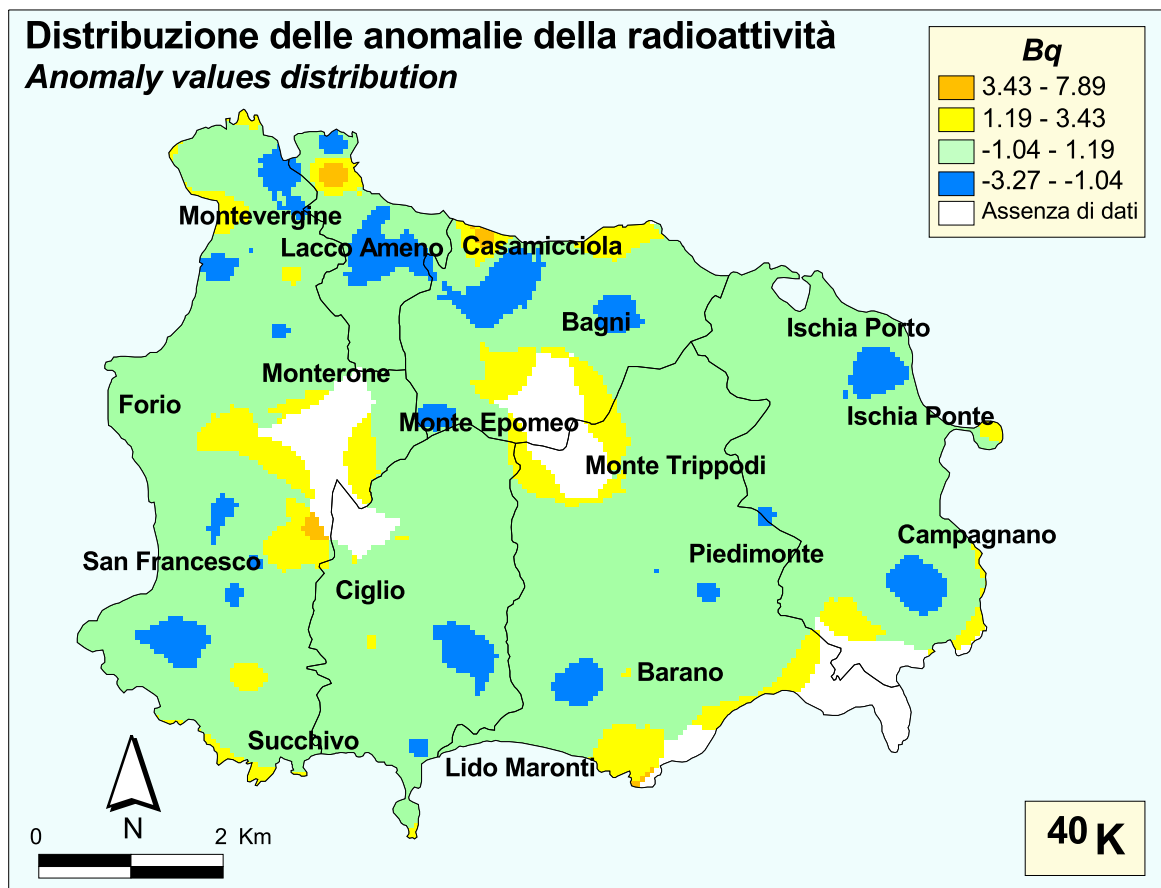 Distribuzione delle anomalie della radioattività
Anomaly values distribution
Bq
3.43 - 7.89
1.19 - 3.43
-1.04 - 1.19
-3.27 - -1.04
Assenza di dati
Montevergine
Lacco Ameno
Casamicciola
Bagni
Ischia Porto
Monterone
Forio
Monte Epomeo
Ischia Ponte
Monte Trippodi
San Francesco
Ciglio
Piedimonte
Campagnano
Barano
Succhivo
Lido Maronti
N
0 2 Km
40 K